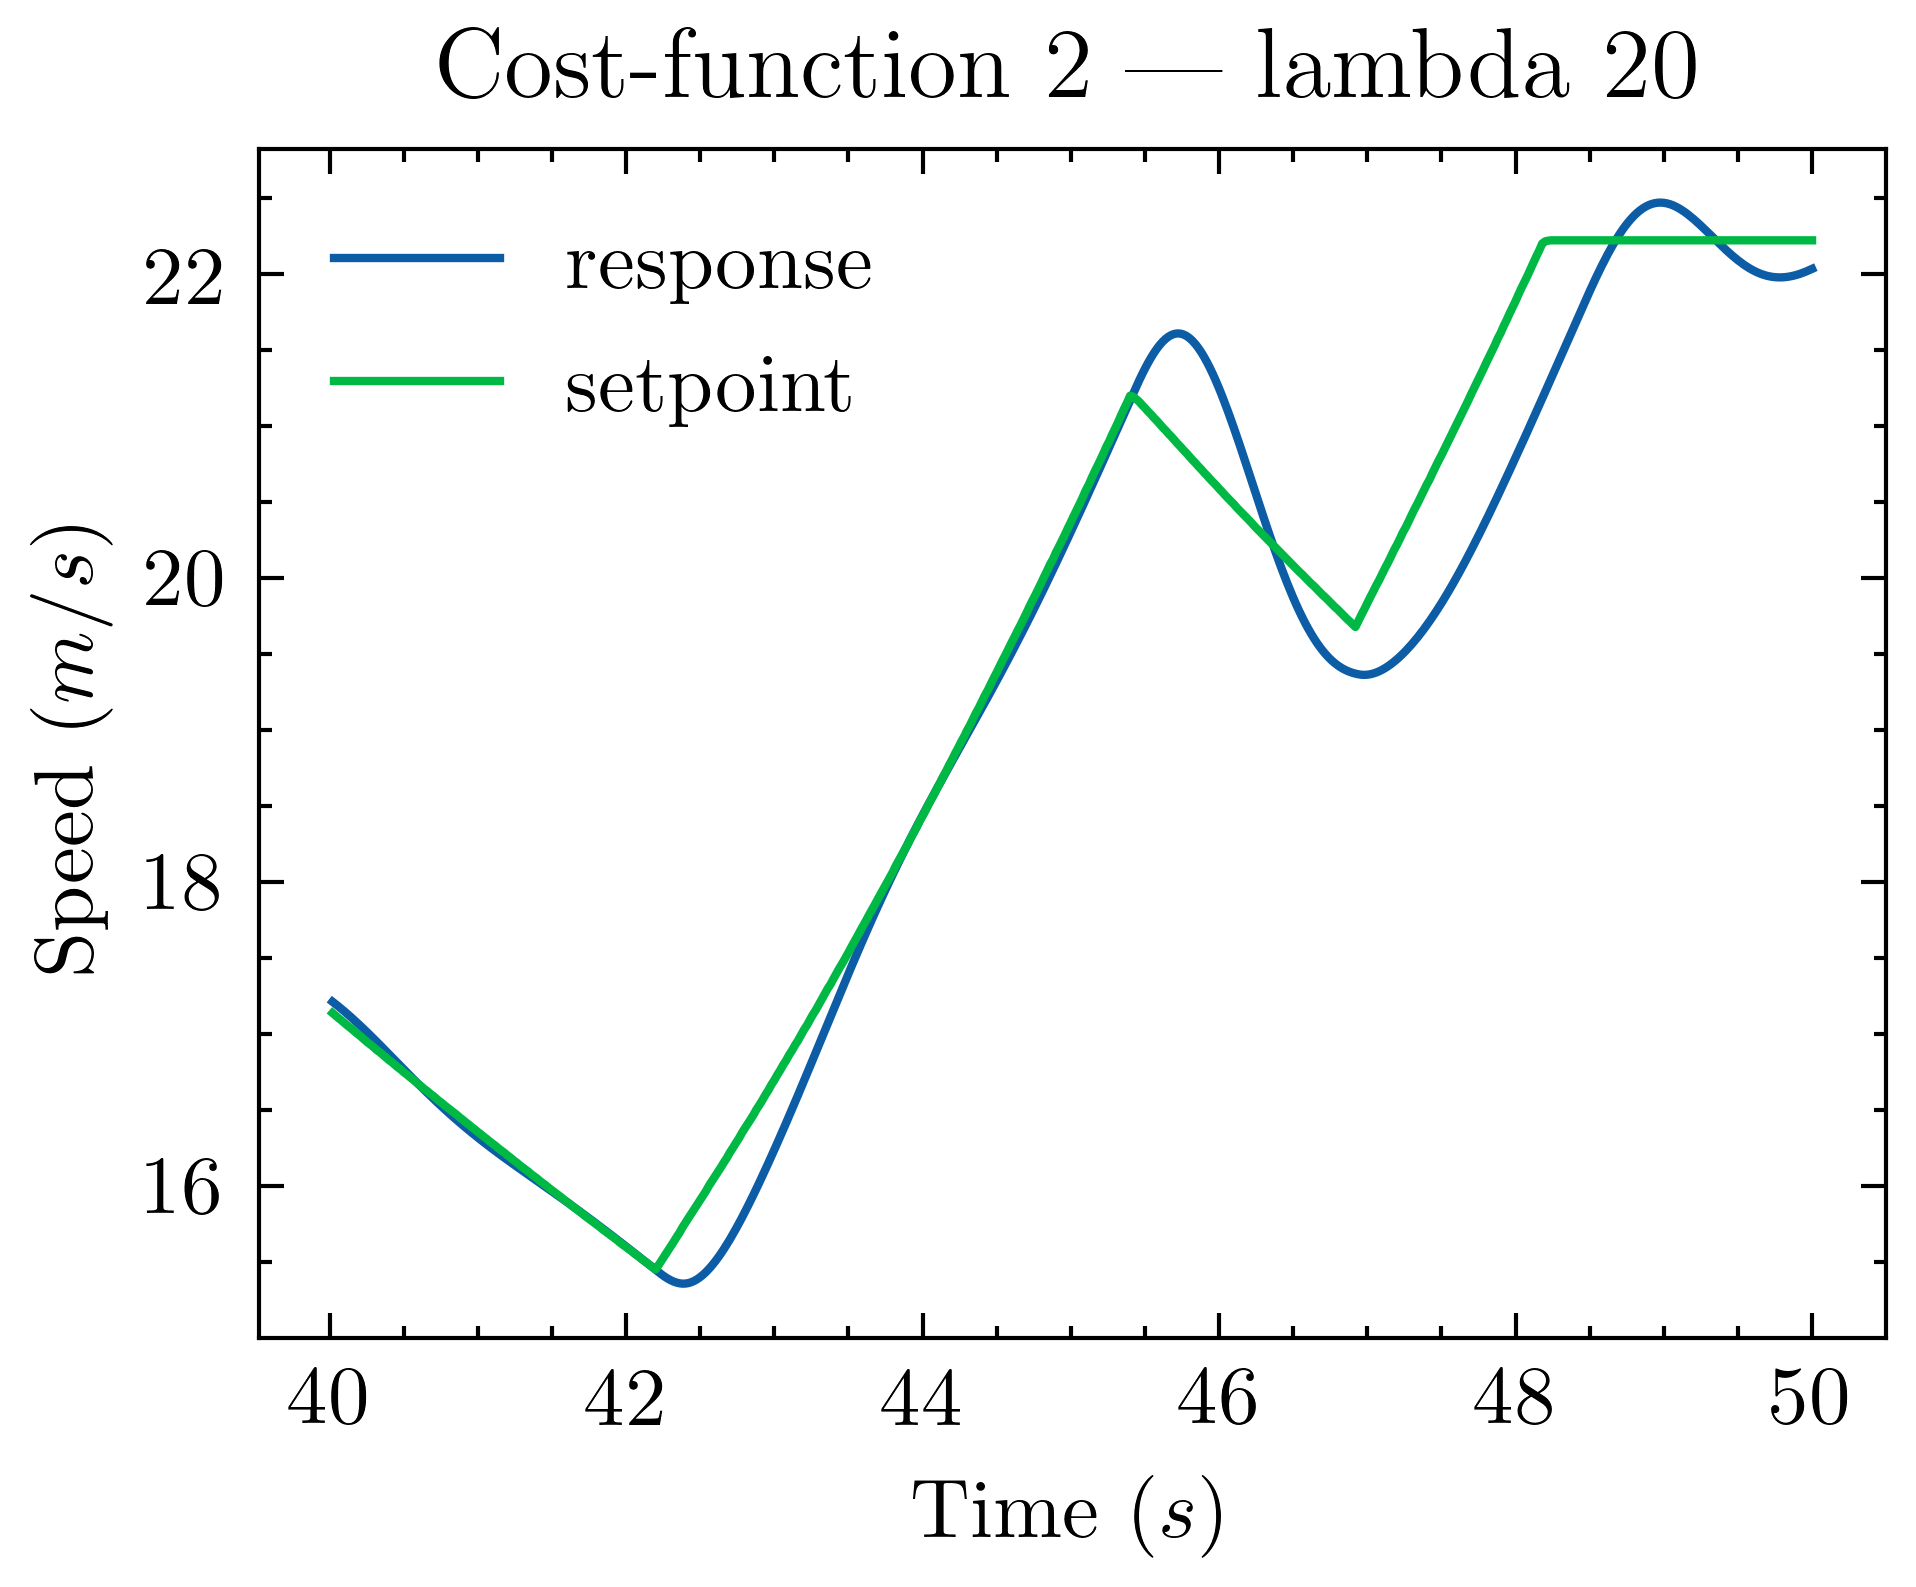 Cost-function 2 — lambda 20
response
setpoint
22
20
18
16
Speed (m/s)
40 42 44 46 48 50
Time (s)